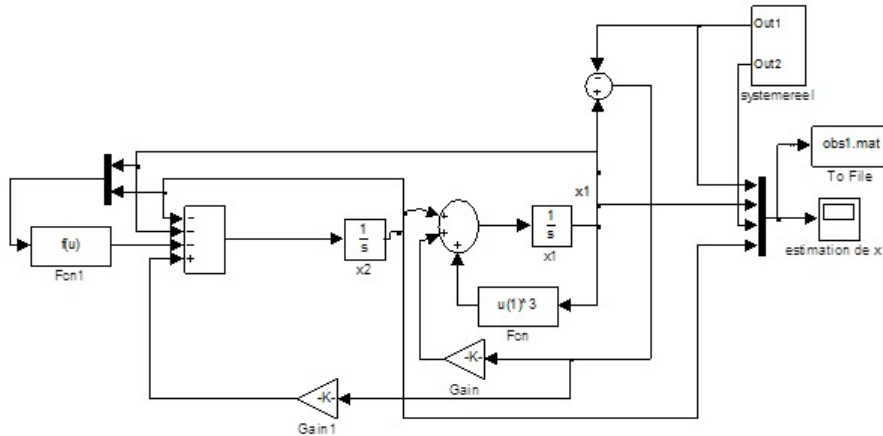 Out1
Out2
systemereel
-
+
obs1.mat
To File
x1
estimation de x
f(u)
Fcn1
-
-
-
+
1
s
x2
+
+
+
1
s
x1
u(1)^3
Fcn
-K-
Gain
-K-
Gain1